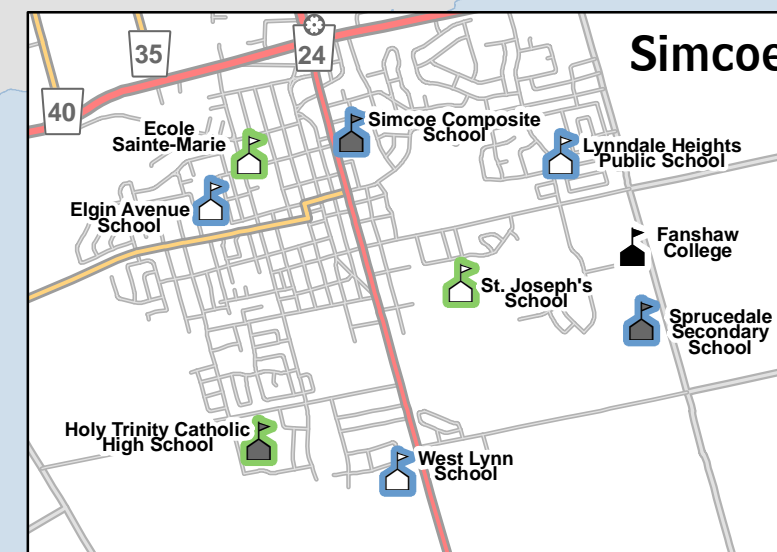 Simcoe
35
24
40
Ecole
Sainte-Marie
Simcoe Composite
School
Lynndale Heights
Public School
Elgin Avenue
School
Fanshaw
College
St. Joseph's
School
Sprucedale
Secondary
School
Holy Trinity Catholic
High School
West Lynn
School